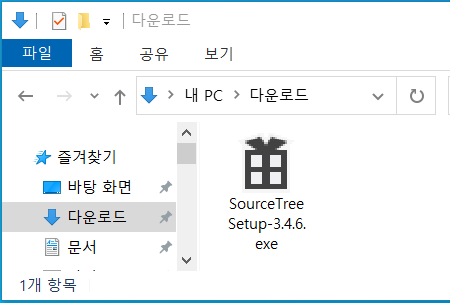 다운로드
파일 홈 공유 보기
내 PC 다운로드
즐겨찾기
바탕 화면
다운로드
문서
SourceTree
Setup-3.4.6.
exe
1개 항목